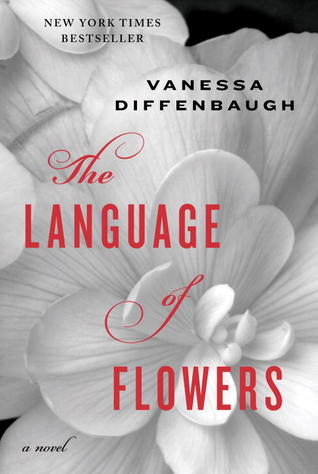 NEW YORK TIMES
BESTSELLER
VANESSA
DIFFENBAUGH
The
LANGUAGE
of
FLOWERS
a novel